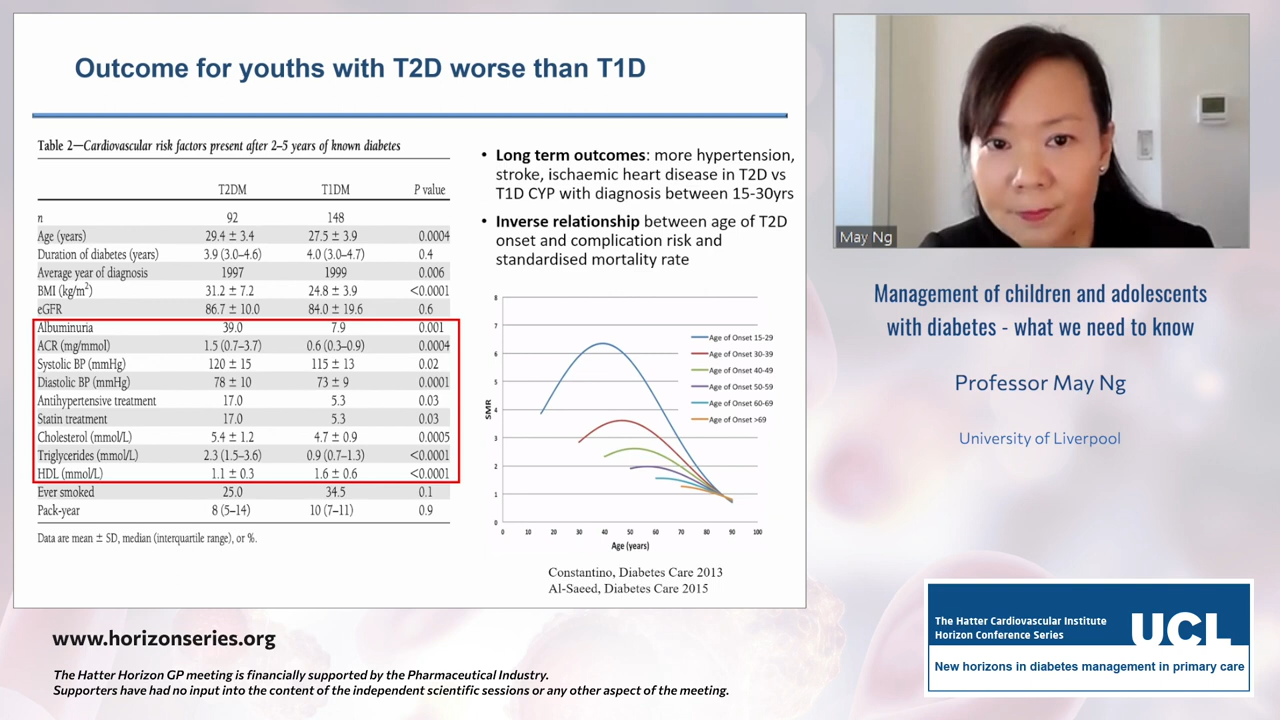 Outcome for youths with T2D worse than T1D
Table 2—Cardiovascular risk factors present after 2–5 years of known diabetes
T2DM T1DM P value
n 92 148
Age (years) 29.4 ± 3.4 27.5 ± 3.9 0.0004
Duration of diabetes (years) 3.9 (3.0–4.6) 4.0 (3.0–4.7) 0.4
Average year of diagnosis 1997 1999 0.006
BMI (kg/m²) 31.2 ± 7.2 24.8 ± 3.9 <0.0001
eGFR 86.7 ± 10.0 84.0 ± 19.6 0.6
Albuminuria 39.0 7.9 0.001
ACR (mg/mmol) 1.5 (0.7–3.7) 0.6 (0.3–0.9) 0.0004
Systolic BP (mmHg) 120 ± 15 115 ± 13 0.02
Diastolic BP (mmHg) 78 ± 10 73 ± 9 0.0001
Antihypertensive treatment 17.0 5.3 0.03
Statin treatment 17.0 5.3 0.03
Cholesterol (mmol/L) 5.4 ± 1.2 4.7 ± 0.9 0.0005
Triglycerides (mmol/L) 2.3 (1.5–3.6) 0.9 (0.7–1.3) <0.0001
HDL (mmol/L) 1.1 ± 0.3 1.6 ± 0.6 <0.0001
Ever smoked 25.0 34.5 0.1
Pack-year 8 (5–14) 10 (7–11) 0.9
Data are mean ± SD, median (interquartile range), or %.
• Long term outcomes: more hypertension,
stroke, ischaemic heart disease in T2D vs
T1D CYP with diagnosis between 15-30yrs
• Inverse relationship between age of T2D
onset and complication risk and
standardised mortality rate
8
7
6
5
4
3
2
1
0
SMR
0 10 20 30 40 50 60 70 80 90 100
Age (years)
Age of Onset 15-29
Age of Onset 30-39
Age of Onset 40-49
Age of Onset 50-59
Age of Onset 60-69
Age of Onset >69
Constantino, Diabetes Care 2013
Al-Saeed, Diabetes Care 2015
May Ng
Management of children and adolescents
with diabetes - what we need to know
Professor May Ng
University of Liverpool
www.horizonseries.org
The Hatter Horizon GP meeting is financially supported by the Pharmaceutical Industry.
Supporters have had no input into the content of the independent scientific sessions or any other aspect of the meeting.
The Hatter Cardiovascular Institute
Horizon Conference Series
UCL
New horizons in diabetes management in primary care